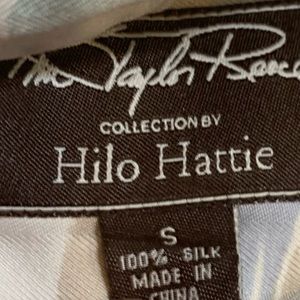 Taylor
COLLECTION BY
Hilo Hattie
S
100% SILK
MADE IN
CHINA